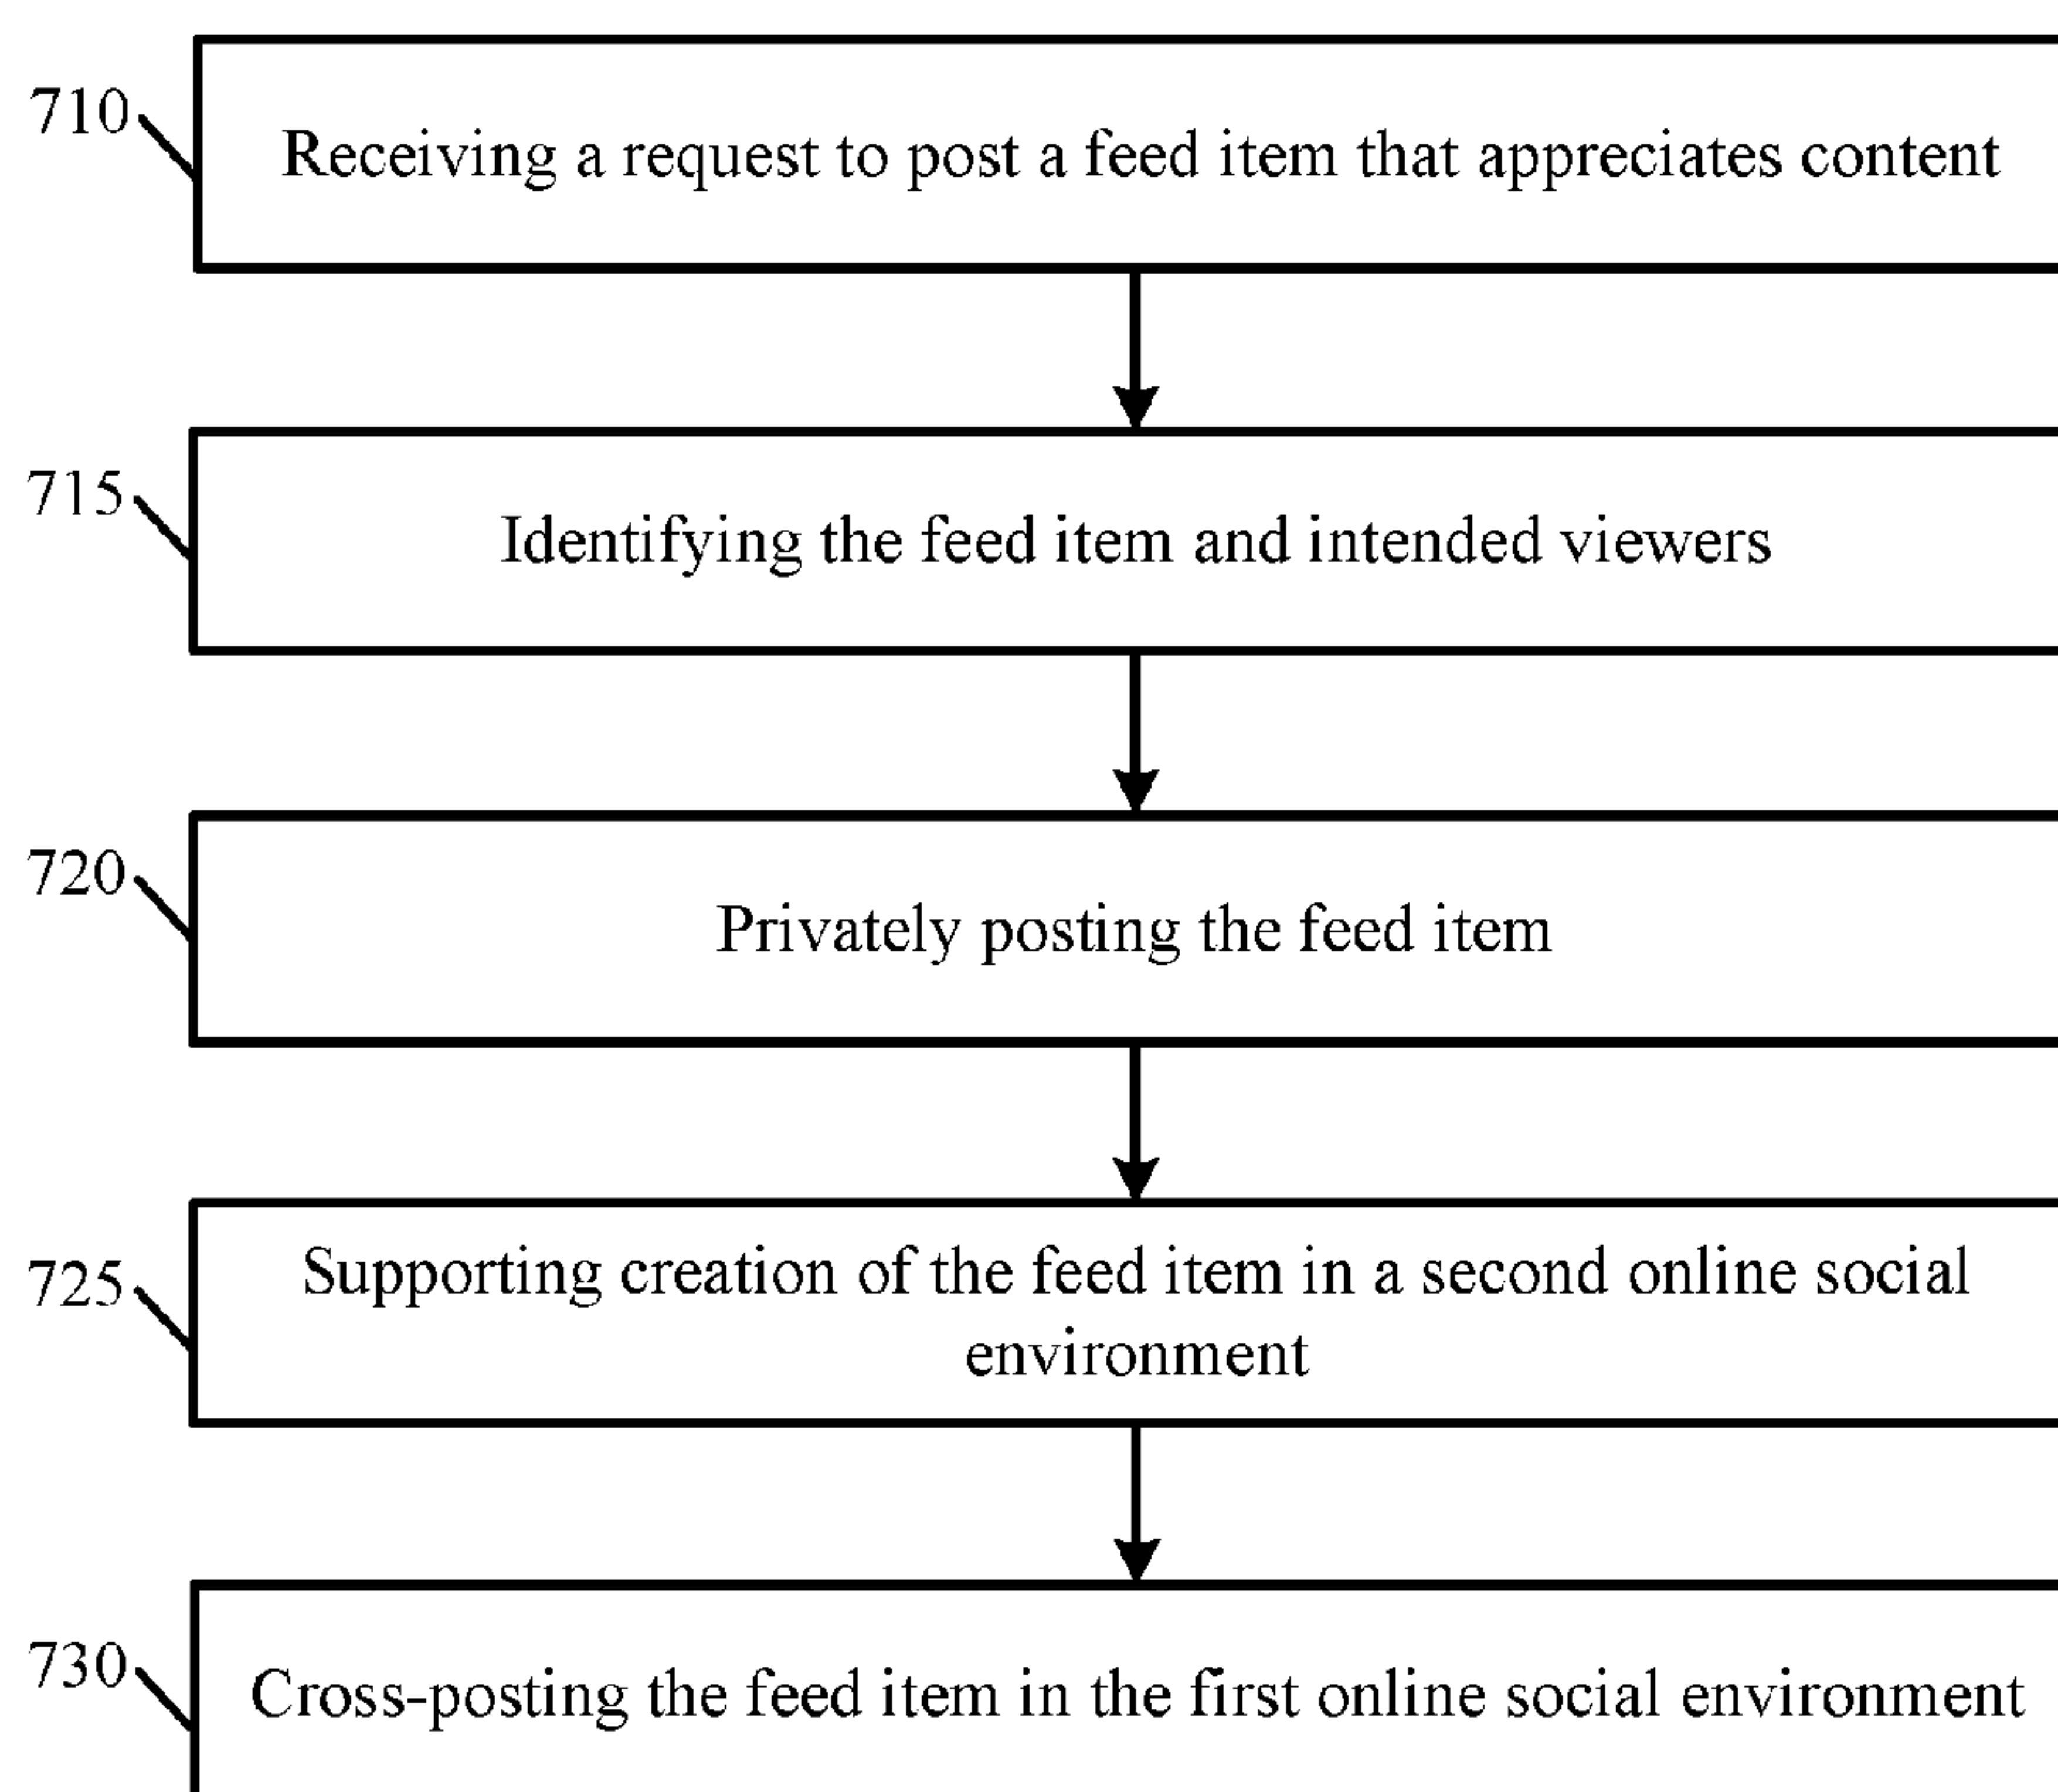 710
Receiving a request to post a feed item that appreciates content
715
Identifying the feed item and intended viewers
720
Privately posting the feed item
725
Supporting creation of the feed item in a second online social
environment
730
Cross-posting the feed item in the first online social environment